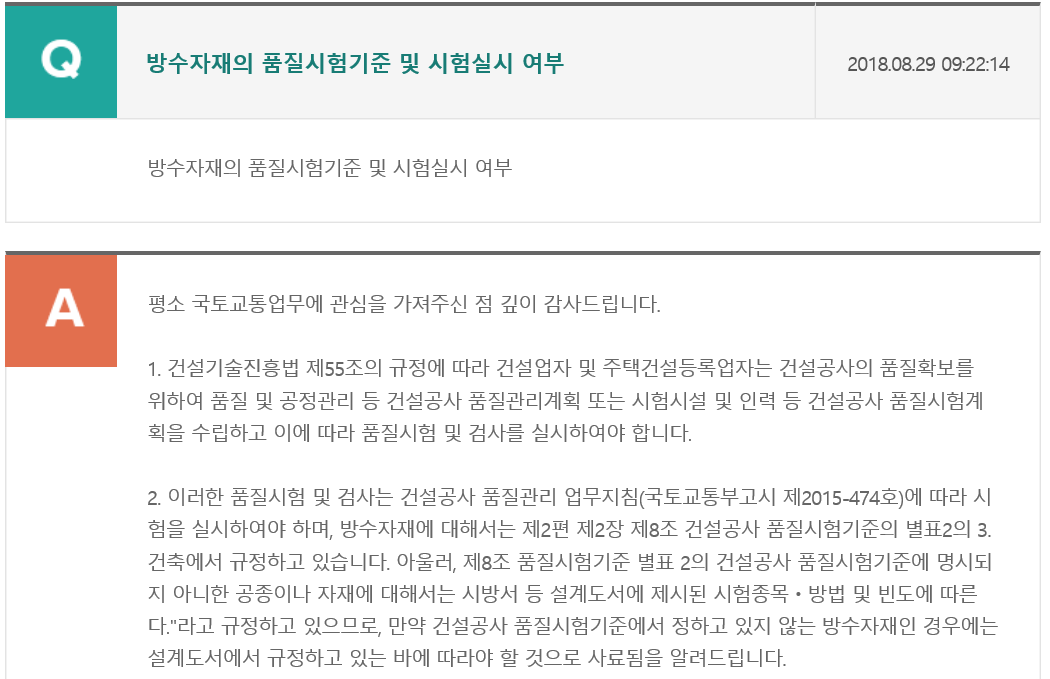 Q
방수자재의 품질시험기준 및 시험실시 여부
2018.08.29 09:22:14
방수자재의 품질시험기준 및 시험실시 여부
A
평소 국토교통업무에 관심을 가져주신 점 깊이 감사드립니다.
1. 건설기술진흥법 제55조의 규정에 따라 건설업자 및 주택건설등록업자는 건설공사의 품질확보를
위하여 품질 및 공정관리 등 건설공사 품질관리계획 또는 시험시설 및 인력 등 건설공사 품질시험계
획을 수립하고 이에 따라 품질시험 및 검사를 실시하여야 합니다.
2. 이러한 품질시험 및 검사는 건설공사 품질관리 업무지침(국토교통부고시 제2015-474호)에 따라 시
험을 실시하여야 하며, 방수자재에 대해서는 제2편 제2장 제8조 건설공사 품질시험기준의 별표2의 3.
건축에서 규정하고 있습니다. 아울러, 제8조 품질시험기준 별표 2의 건설공사 품질시험기준에 명시되
지 아니한 공종이나 자재에 대해서는 시방서 등 설계도서에 제시된 시험종목•방법 및 빈도에 따른
다."라고 규정하고 있으므로, 만약 건설공사 품질시험기준에서 정하고 있지 않는 방수자재인 경우에는
설계도서에서 규정하고 있는 바에 따라야 할 것으로 사료됨을 알려드립니다.